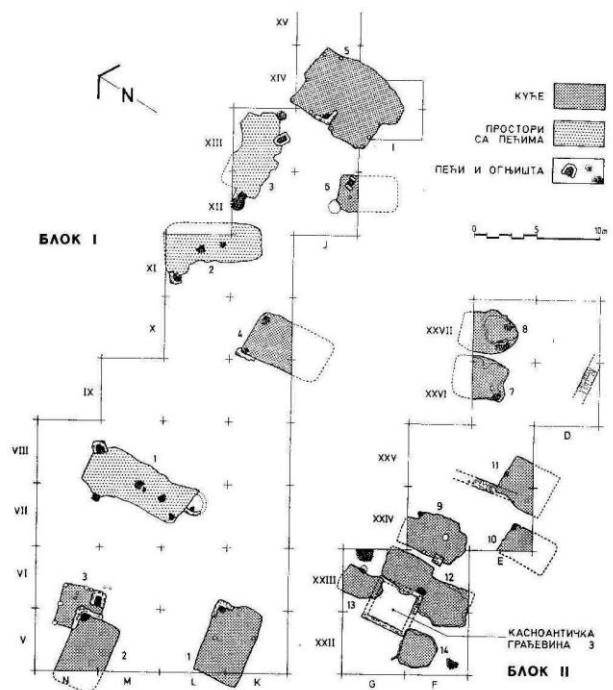 XV
XIV
5
КУЋЕ
N
I
ПРОСТОРИ
СА ПЕЋИМА
XIII
3
6
ПЕЋИ И ОГЊИШТА
XII
БЛОК I
J
0 5 10m
XI
2
X
4
XXVII
8
IX
XXVI
7
D
VIII
1
XXV
11
VII
XXIV
9
10
E
VI
3
XXIII
12
13
V
2
1
XXII
14
КАСНОАНТИЧКА
ГРАЂЕВИНА 3
N M L K
G F
БЛОК II